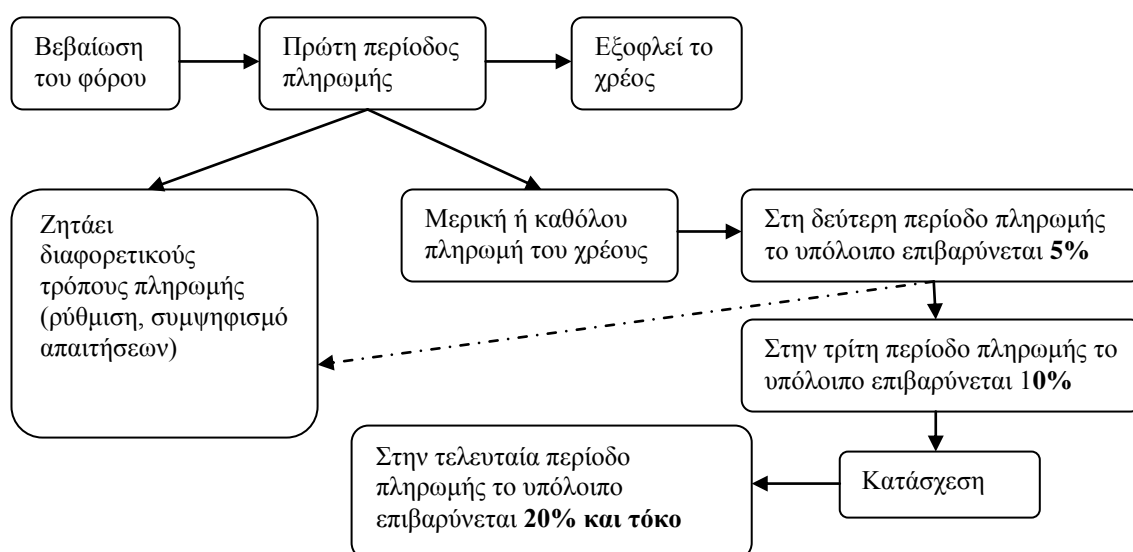 Βεβαίωση
του φόρου
Πρώτη περίοδος
πληρωμής
Εξοφλεί το
χρέος
Ζητάει
διαφορετικούς
τρόπους πληρωμής
(ρύθμιση, συμψηφισμό
απαιτήσεων)
Μερική ή καθόλου
πληρωμή του χρέους
Στη δεύτερη περίοδο πληρωμής
το υπόλοιπο επιβαρύνεται 5%
Στην τρίτη περίοδο πληρωμής το
υπόλοιπο επιβαρύνεται 10%
Κατάσχεση
Στην τελευταία περίοδο
πληρωμής το υπόλοιπο
επιβαρύνεται 20% και τόκο